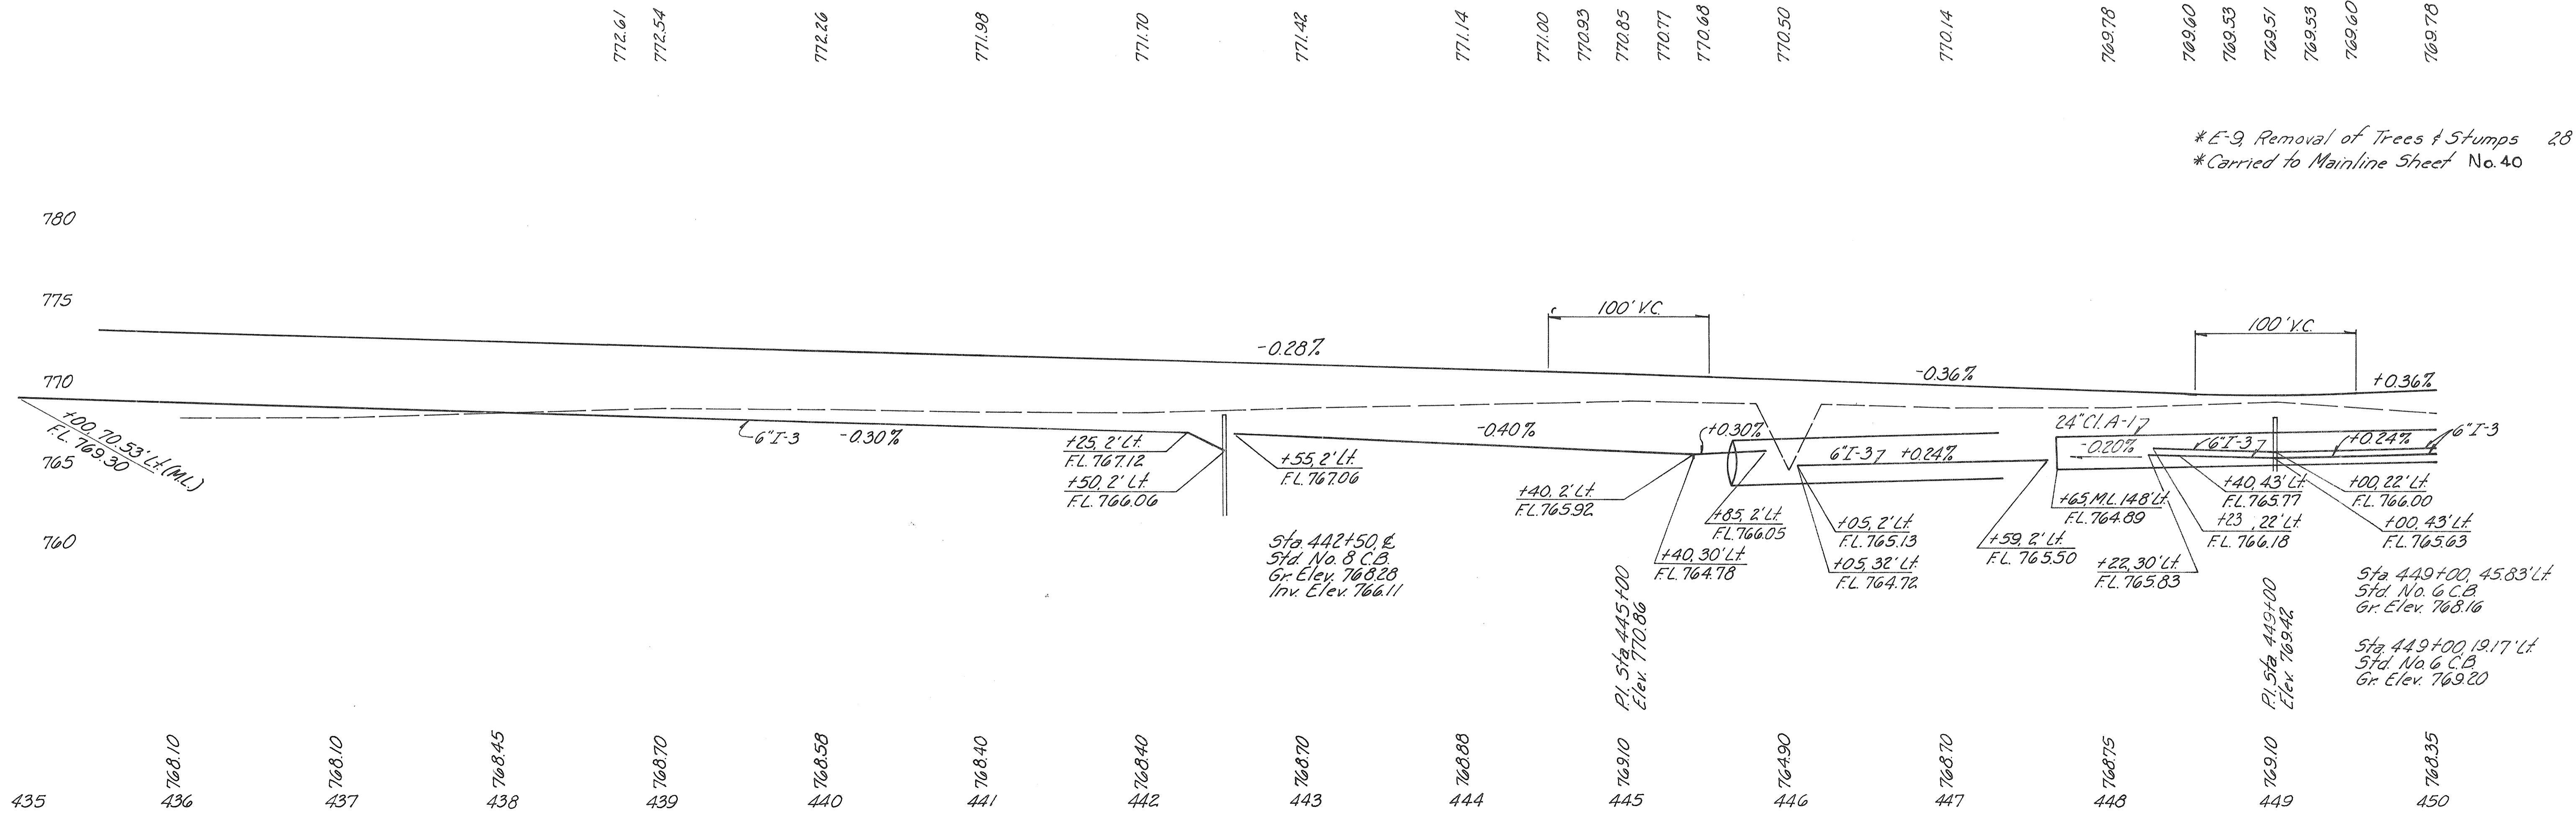 772.61
772.54
772.26
771.98
771.70
771.42
771.14
771.00
770.93
770.85
770.77
770.68
770.50
770.14
769.78
769.60
769.53
769.51
769.53
769.60
769.78
*E-9, Removal of Trees & Stumps 28
*Carried to Mainline Sheet No. 40
780
775
770
765
760
100' V.C.
100' V.C.
-0.28%
-0.36%
+0.36%
+00, 70.53' Lt. (M.L.)
F.L. 769.30
6" I-3
-0.30%
+25, 2' Lt.
F.L. 767.12
+50, 2' Lt.
F.L. 766.06
+55, 2' Lt.
F.L. 767.06
-0.40%
+0.30%
+40, 2' Lt.
F.L. 765.92
+40, 30' Lt.
F.L. 764.78
+85, 2' Lt.
F.L. 766.05
6" I-3
+0.24%
+05, 2' Lt.
F.L. 765.13
+05, 32' Lt.
F.L. 764.72
+59, 2' Lt.
F.L. 765.50
24" Cl. A-1
-0.20%
6" I-3
+0.24%
6" I-3
+65, M.L. 148' Lt.
F.L. 764.89
+22, 30' Lt.
F.L. 765.83
+40, 43' Lt.
F.L. 765.77
+23 , 22' Lt.
F.L. 766.18
+00, 22' Lt.
F.L. 766.00
+00, 43' Lt.
F.L. 765.63
Sta. 442+50, ℄
Std. No. 8 C.B.
Gr. Elev. 768.28
Inv. Elev. 766.11
P.I. Sta. 445+00
Elev. 770.86
P.I. Sta. 449+00
Elev. 769.42
Sta. 449+00, 45.83' Lt.
Std. No. 6 C.B.
Gr. Elev. 768.16
Sta. 449+00, 19.17' Lt.
Std. No. 6 C.B.
Gr. Elev. 769.20
768.10
768.10
768.45
768.70
768.58
768.40
768.40
768.70
768.88
769.10
764.90
768.70
768.75
769.10
768.35
435 436 437 438 439 440 441 442 443 444 445 446 447 448 449 450